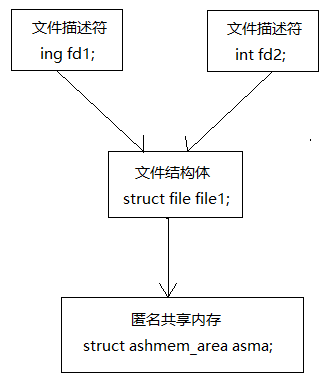 文件描述符
ing fd1;
文件描述符
int fd2;
文件结构体
struct file file1;
匿名共享内存
struct ashmem_area asma;